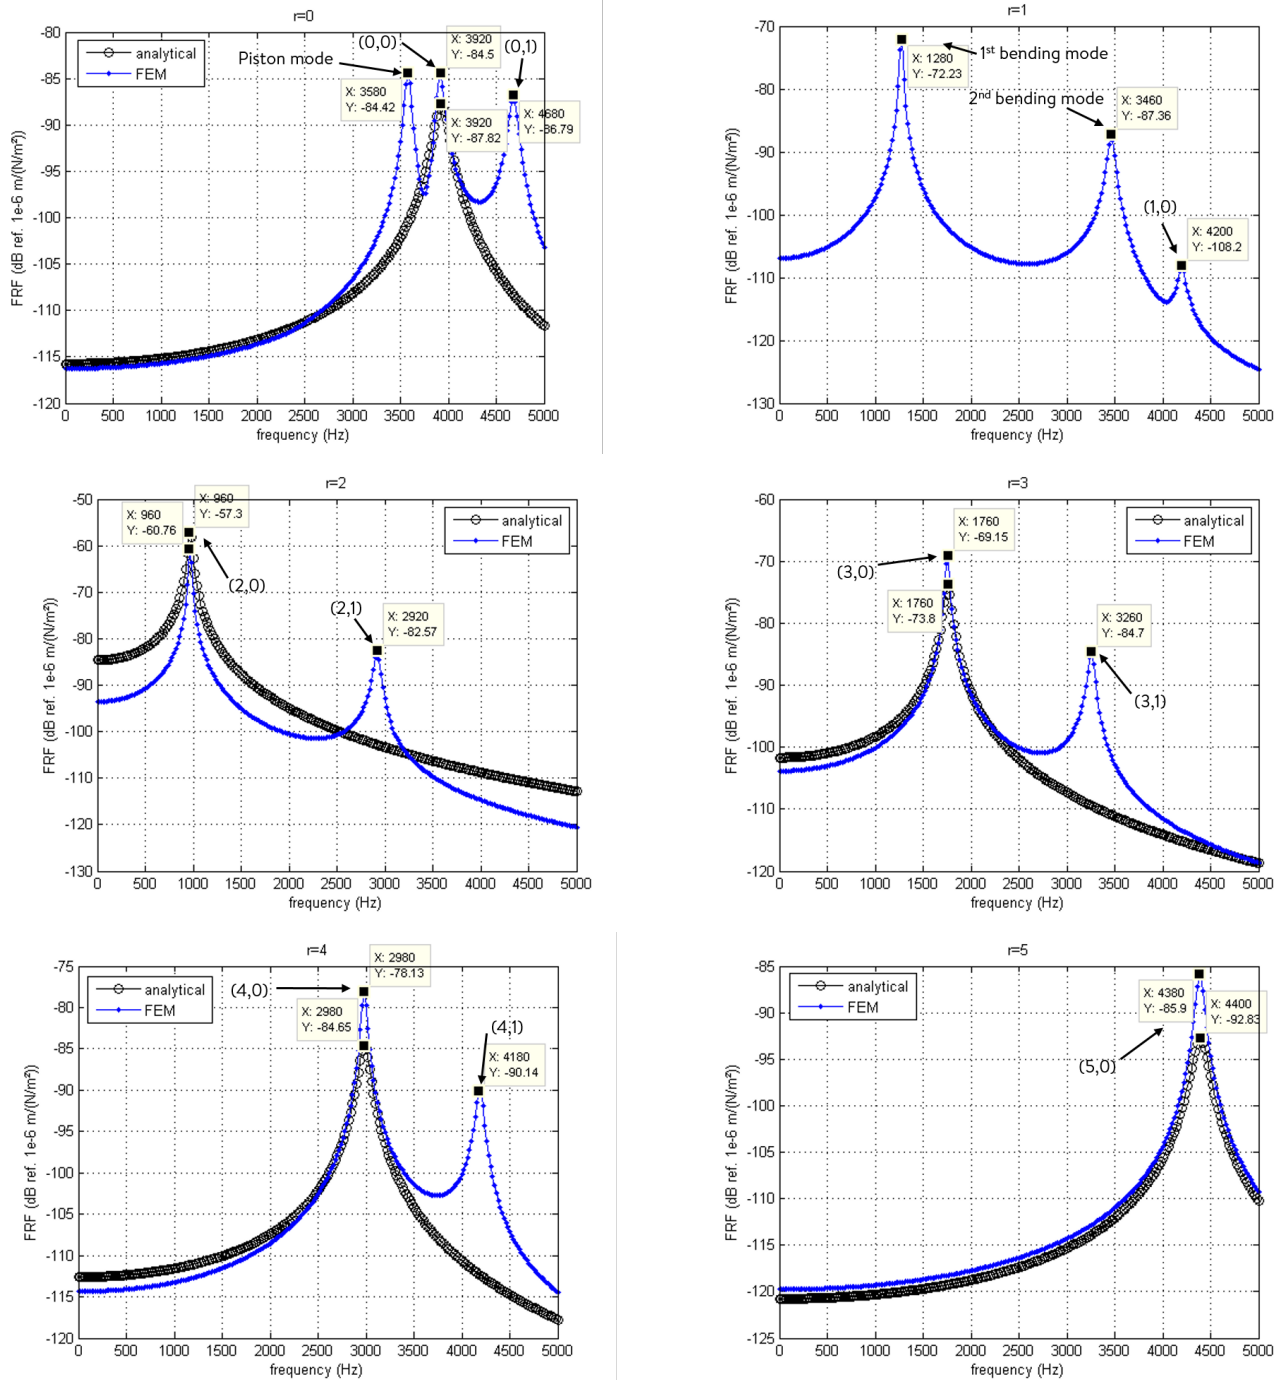 r=0
FRF (dB ref. 1e-6 m/(N/m²))
-80
-85
-90
-95
-100
-105
-110
-115
-120
analytical
FEM
Piston mode
(0,0)
(0,1)
X: 3920
Y: -84.5
X: 3580
Y: -84.42
X: 3920
Y: -87.82
X: 4680
Y: -86.79
0 500 1000 1500 2000 2500 3000 3500 4000 4500 5000
frequency (Hz)
r=1
FRF (dB ref. 1e-6 m/(N/m²))
-70
-80
-90
-100
-110
-120
-130
X: 1280
Y: -72.23
1st bending mode
2nd bending mode
X: 3460
Y: -87.36
(1,0)
X: 4200
Y: -108.2
0 500 1000 1500 2000 2500 3000 3500 4000 4500 5000
frequency (Hz)
r=2
FRF (dB ref. 1e-6 m/(N/m²))
-50
-60
-70
-80
-90
-100
-110
-120
-130
X: 960
Y: -57.3
X: 960
Y: -60.76
analytical
FEM
(2,0)
(2,1)
X: 2920
Y: -82.57
0 500 1000 1500 2000 2500 3000 3500 4000 4500 5000
frequency (Hz)
r=3
FRF (dB ref. 1e-6 m/(N/m²))
-60
-70
-80
-90
-100
-110
-120
X: 1760
Y: -69.15
analytical
FEM
(3,0)
X: 1760
Y: -73.8
X: 3260
Y: -84.7
(3,1)
0 500 1000 1500 2000 2500 3000 3500 4000 4500 5000
frequency (Hz)
r=4
FRF (dB ref. 1e-6 m/(N/m²))
-75
-80
-85
-90
-95
-100
-105
-110
-115
-120
analytical
FEM
X: 2980
Y: -78.13
(4,0)
X: 2980
Y: -84.65
(4,1)
X: 4180
Y: -90.14
0 500 1000 1500 2000 2500 3000 3500 4000 4500 5000
frequency (Hz)
r=5
FRF (dB ref. 1e-6 m/(N/m²))
-85
-90
-95
-100
-105
-110
-115
-120
-125
analytical
FEM
X: 4380
Y: -85.9
X: 4400
Y: -92.83
(5,0)
0 500 1000 1500 2000 2500 3000 3500 4000 4500 5000
frequency (Hz)